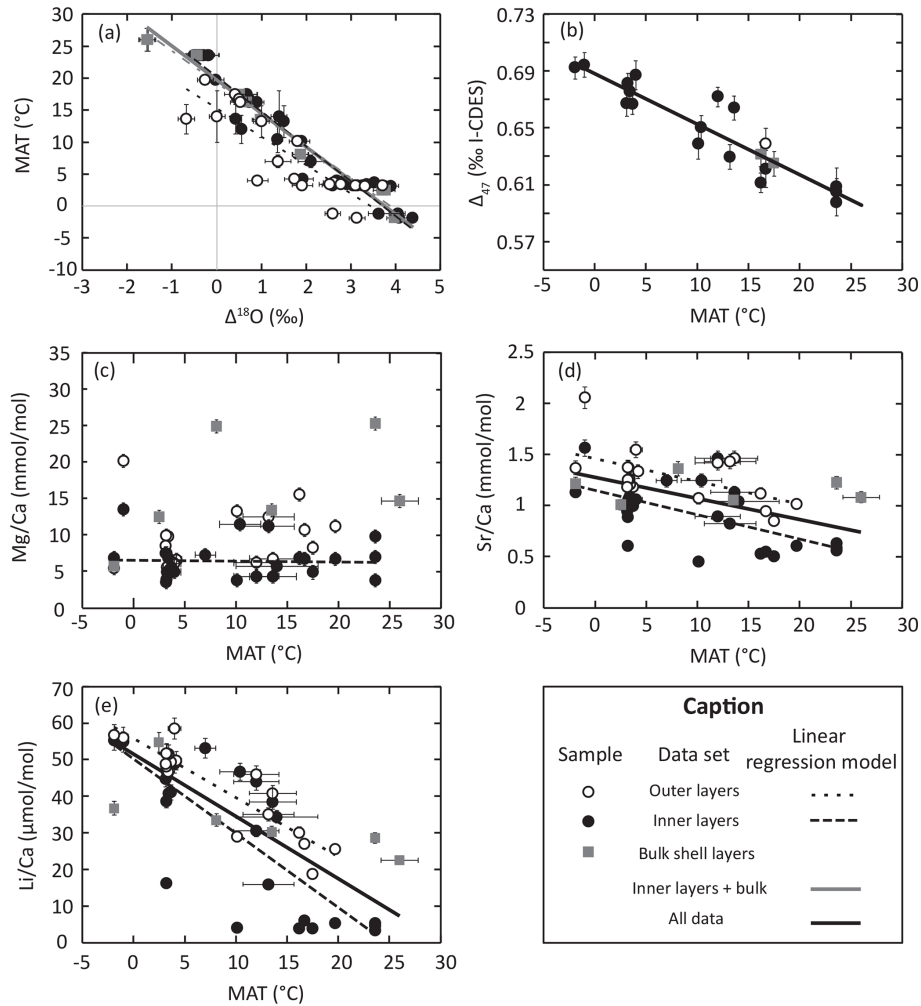 (a)
MAT (°C)
30
25
20
15
10
5
0
-5
-10
-3 -2 -1 0 1 2 3 4 5
Δ18O (‰)
(b)
Δ47 (‰ I-CDES)
0.73
0.69
0.65
0.61
0.57
-5 0 5 10 15 20 25 30
MAT (°C)
(c)
Mg/Ca (mmol/mol)
35
30
25
20
15
10
5
0
-5 0 5 10 15 20 25 30
MAT (°C)
(d)
Sr/Ca (mmol/mol)
2.5
2
1.5
1
0.5
0
-5 0 5 10 15 20 25 30
MAT (°C)
(e)
Li/Ca (µmol/mol)
70
60
50
40
30
20
10
0
-5 0 5 10 15 20 25 30
MAT (°C)
Caption
Sample Data set Linear
regression model
Outer layers
Inner layers
Bulk shell layers
Inner layers + bulk
All data